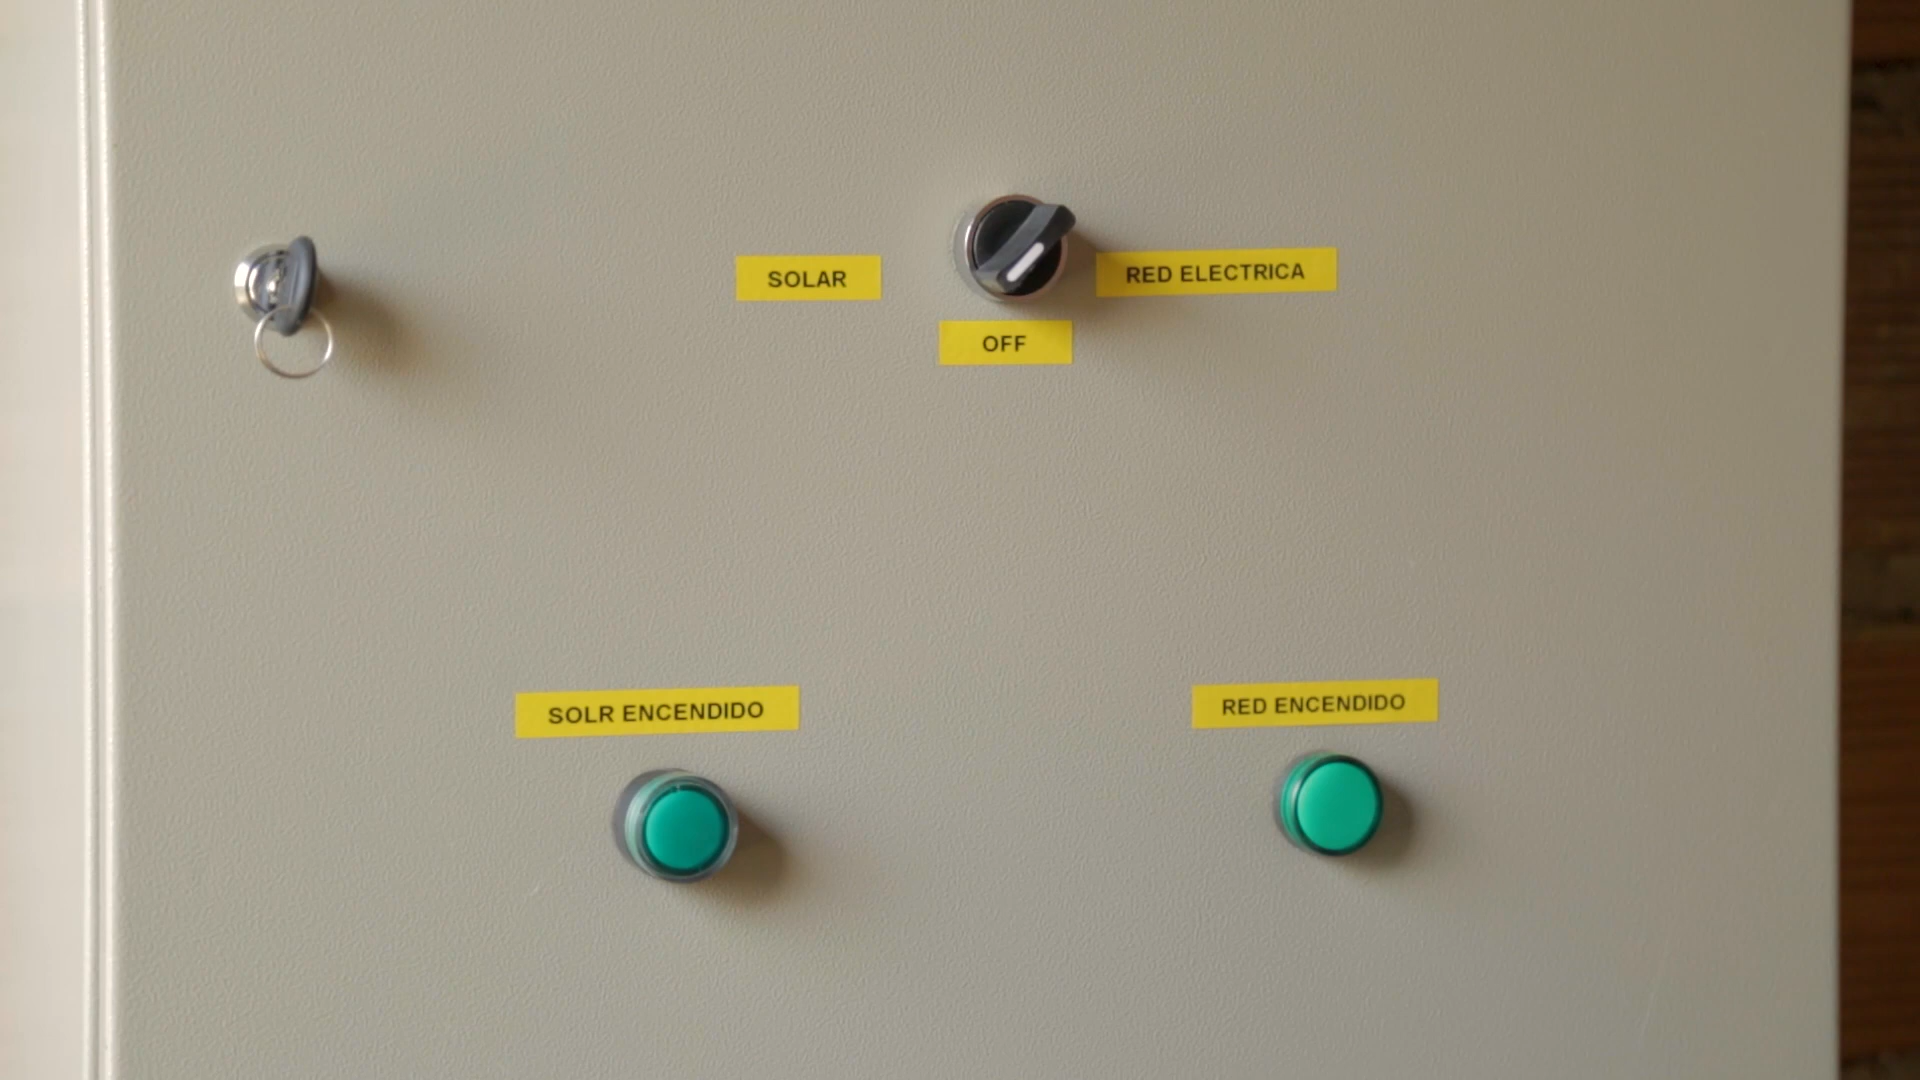 SOLAR
RED ELECTRICA
OFF
SOLR ENCENDIDO
RED ENCENDIDO